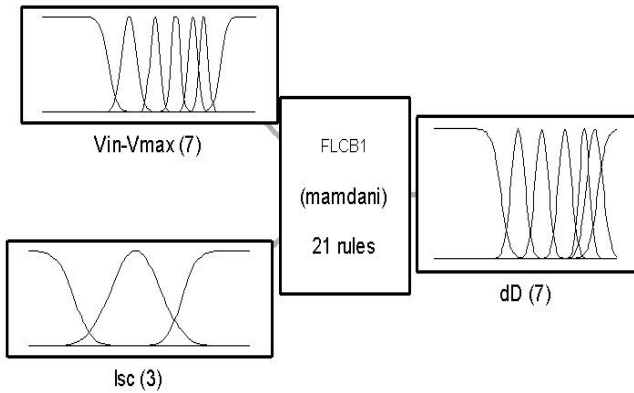 Vin-Vmax (7)
FLCB1
(mamdani)
21 rules
dD (7)
Isc (3)